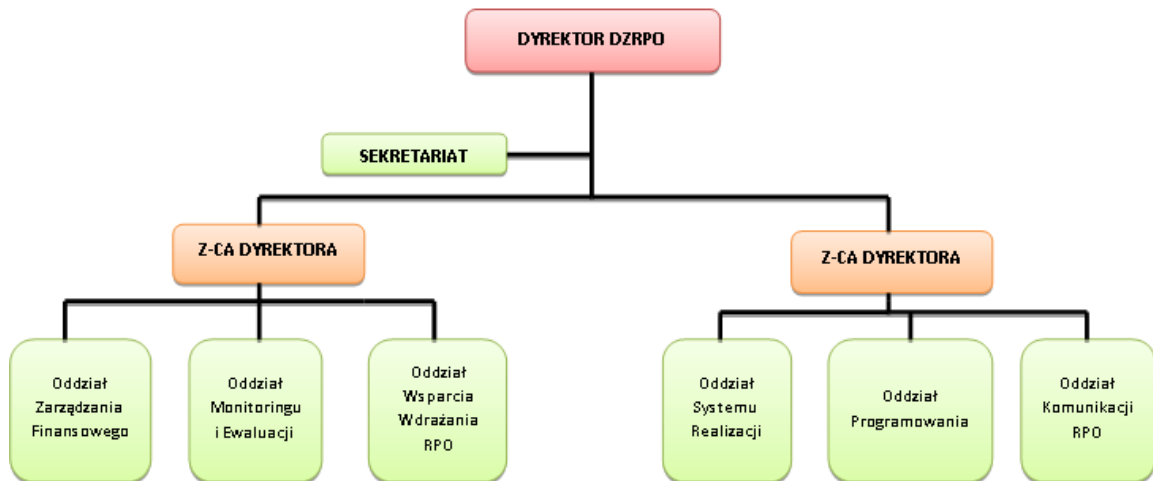 DYREKTOR DZRPO
SEKRETARIAT
Z-CA DYREKTORA
Z-CA DYREKTORA
Oddział
Zarządzania
Finansowego
Oddział
Monitoringu
i Ewaluacji
Oddział
Wsparcia
Wdrażania
RPO
Oddział
Systemu
Realizacji
Oddział
Programowania
Oddział
Komunikacji
RPO